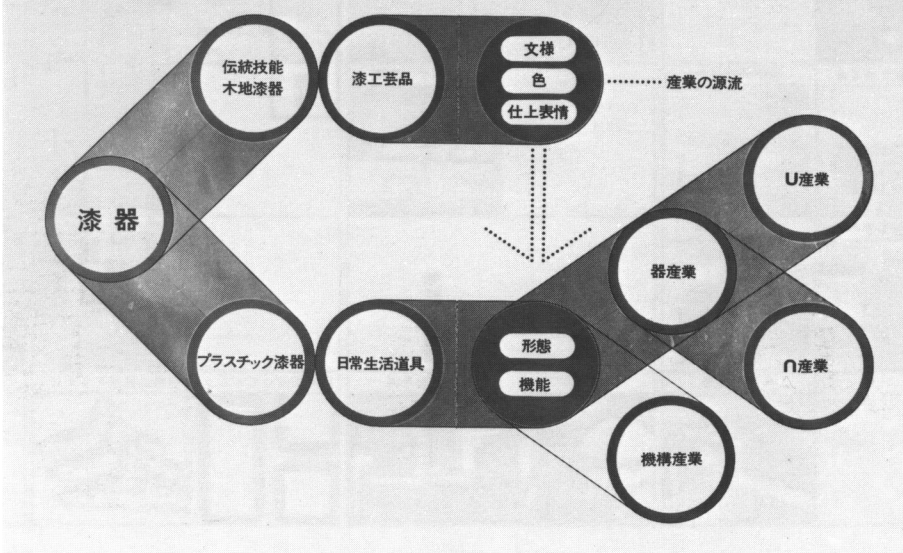 伝統技能
木地漆器
漆工芸品
文様
色
仕上表情
産業の源流
漆器
プラスチック漆器
日常生活道具
形態
機能
器産業
U産業
∩産業
機構産業